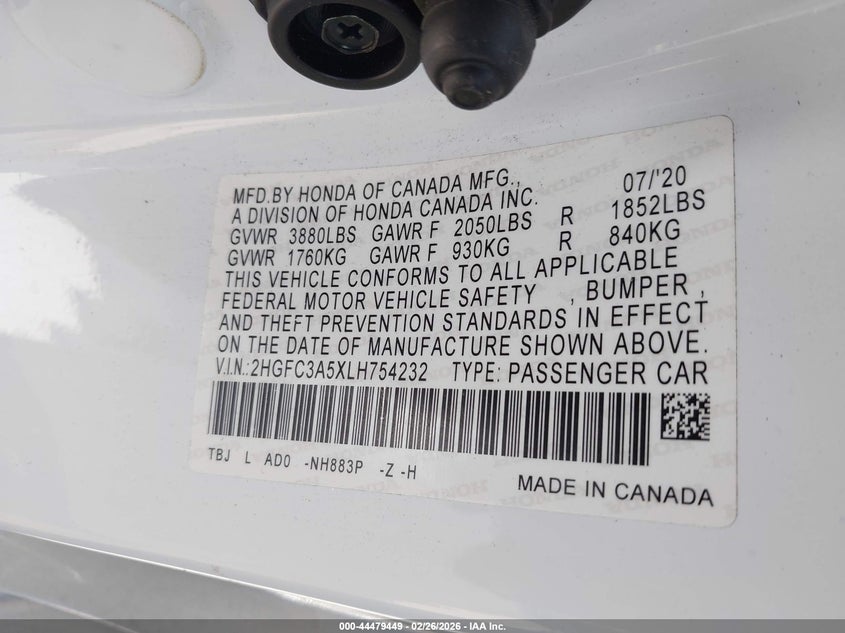 MFD.BY HONDA OF CANADA MFG., 07/'20
A DIVISION OF HONDA CANADA INC.
GVWR 3880LBS GAWR F 2050LBS R 1852LBS
GVWR 1760KG GAWR F 930KG R 840KG
THIS VEHICLE CONFORMS TO ALL APPLICABLE
FEDERAL MOTOR VEHICLE SAFETY , BUMPER ,
AND THEFT PREVENTION STANDARDS IN EFFECT
ON THE DATE OF MANUFACTURE SHOWN ABOVE.
V.I.N.:2HGFC3A5XLH754232 TYPE: PASSENGER CAR
TBJ L AD0 -NH883P -Z -H
MADE IN CANADA
000-44479449 - 02/26/2026 - IAA Inc.